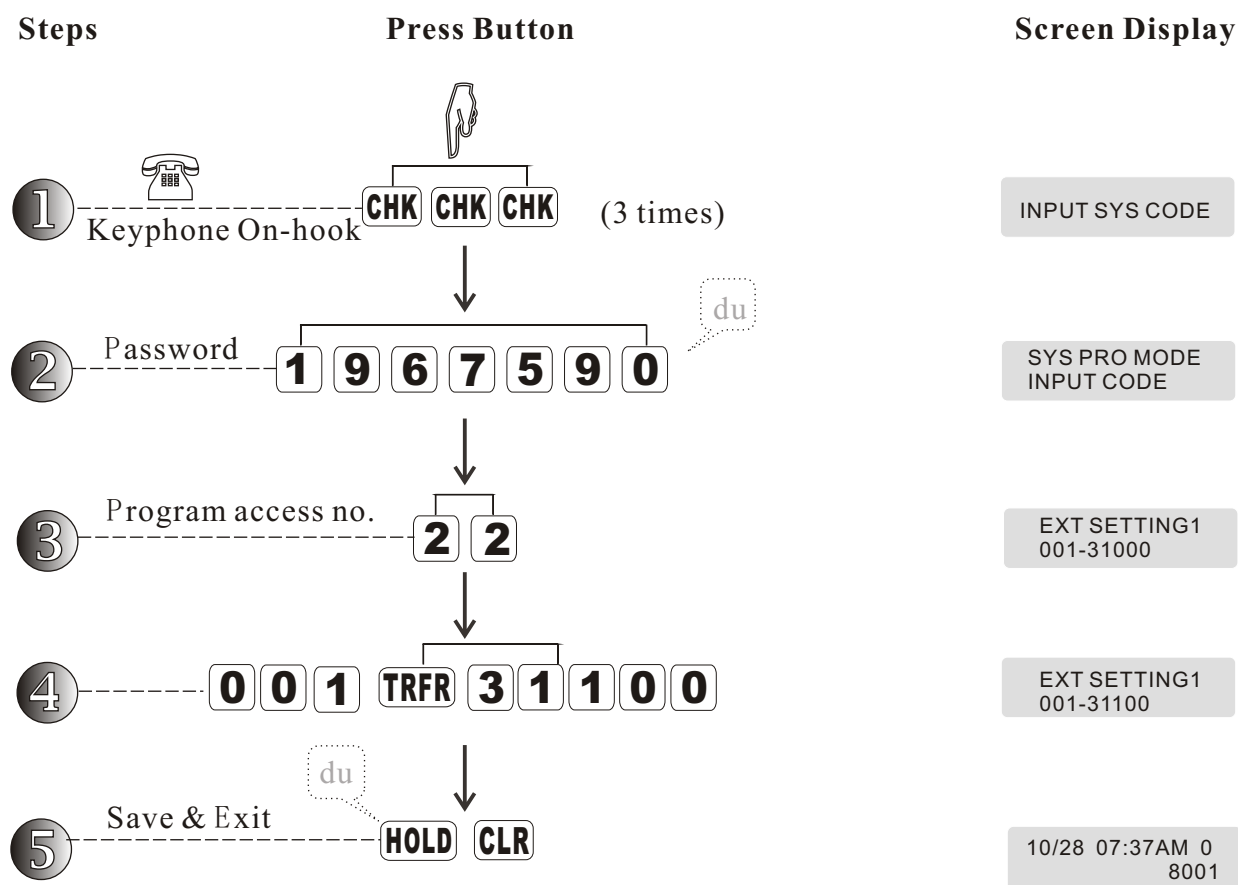 Steps Press Button Screen Display
1 Keyphone On-hook CHK CHK CHK (3 times) INPUT SYS CODE
du
2 Password 1 9 6 7 5 9 0 SYS PRO MODE
INPUT CODE
3 Program access no. 2 2 EXT SETTING1
001-31000
4 0 0 1 TRFR 3 1 1 0 0 EXT SETTING1
001-31100
du
5 Save & Exit HOLD CLR 10/28 07:37AM 0
8001